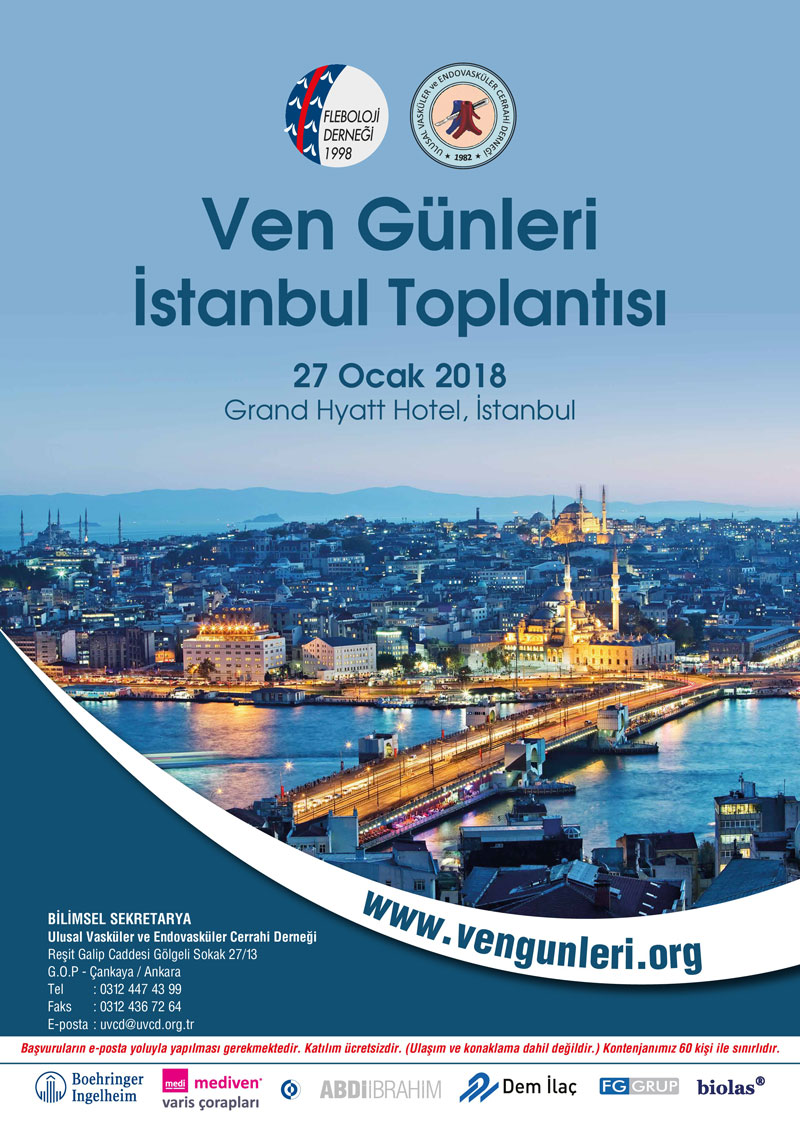 FLEBOLOJİ
DERNEĞİ
1998
ULUSAL VASKÜLER ve ENDOVASKÜLER CERRAHİ DERNEĞİ
★ 1982 ★
Ven Günleri
İstanbul Toplantısı
27 Ocak 2018
Grand Hyatt Hotel, İstanbul
www.vengunleri.org
BİLİMSEL SEKRETARYA
Ulusal Vasküler ve Endovasküler Cerrahi Derneği
Reşit Galip Caddesi Gölgeli Sokak 27/13
G.O.P - Çankaya / Ankara
Tel : 0312 447 43 99
Faks : 0312 436 72 64
E-posta : uvcd@uvcd.org.tr
Başvuruların e-posta yoluyla yapılması gerekmektedir. Katılım ücretsizdir. (Ulaşım ve konaklama dahil değildir.) Kontenjanımız 60 kişi ile sınırlıdır.
Boehringer
Ingelheim
medi mediven®
varis çorapları
ABDİİBRAHİM
Dem İlaç
FG GRUP
biolas®